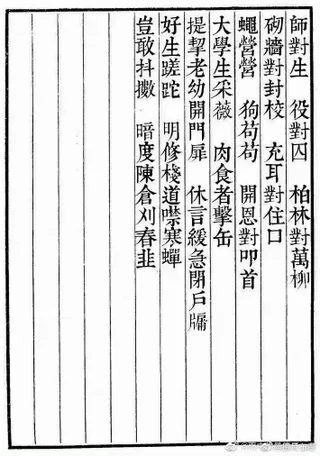 師對生　役對囚　柏林對萬柳
砌牆對封校　充耳對住口
蠅營營　狗苟苟　開恩對叩首
大學生采薇　肉食者擊缶
提挈老幼開門扉　休言緩急閉戶牖
好生蹉跎　明修棧道噤寒蟬
豈敢抖擻　暗度陳倉刈春韭